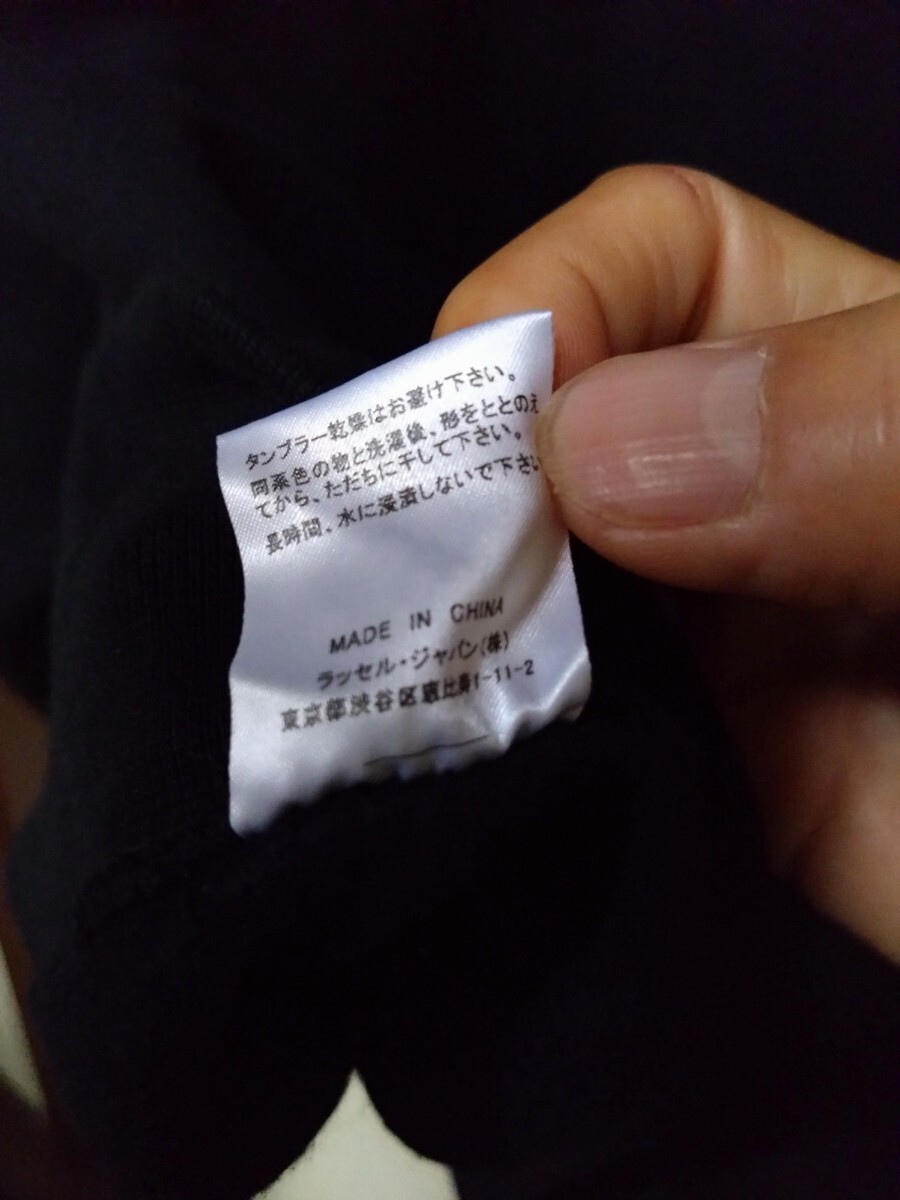 タンブラー乾燥はお避け下さい。
同系色の物と洗濯後、形をととのえ
てから、ただちに干して下さい。
長時間、水に浸漬しないで下さい
MADE IN CHINA
ラッセル・ジャパン(株)
東京都渋谷区恵比寿1-11-2